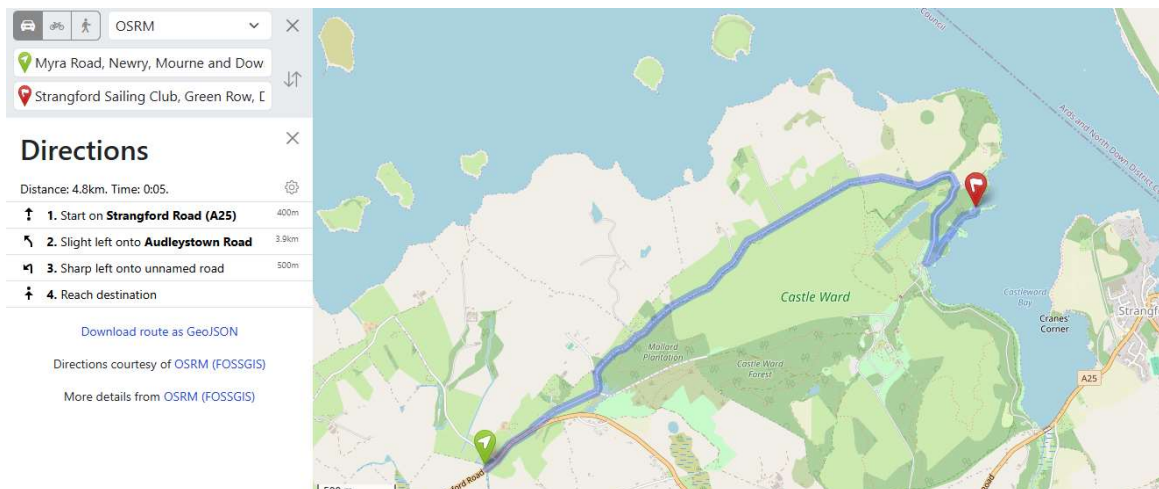 OSRM
Myra Road, Newry, Mourne and Dow
Strangford Sailing Club, Green Row, D
Directions
Distance: 4.8km. Time: 0:05.
1. Start on Strangford Road (A25) 400m
2. Slight left onto Audleystown Road 3.9km
3. Sharp left onto unnamed road 500m
4. Reach destination
Download route as GeoJSON
Directions courtesy of OSRM (FOSSGIS)
More details from OSRM (FOSSGIS)
Council
Ards and North Down District C
Castle Ward
Castleward
Bay
Cranes'
Corner
Strangf
Mallard
Plantation
Castle Ward
Forest
A25
ford Road
Road
500 m